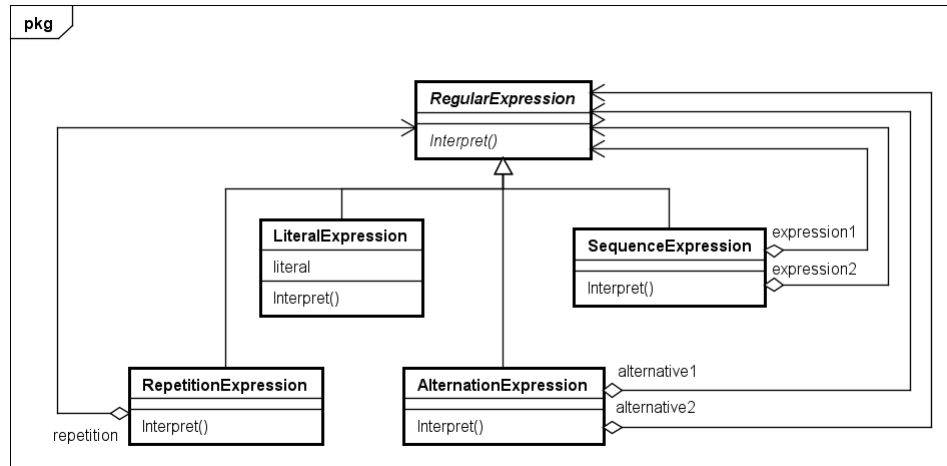 pkg
RegularExpression
Interpret()
LiteralExpression
literal
Interpret()
SequenceExpression
Interpret()
expression1
expression2
RepetitionExpression
Interpret()
repetition
AlternationExpression
Interpret()
alternative1
alternative2